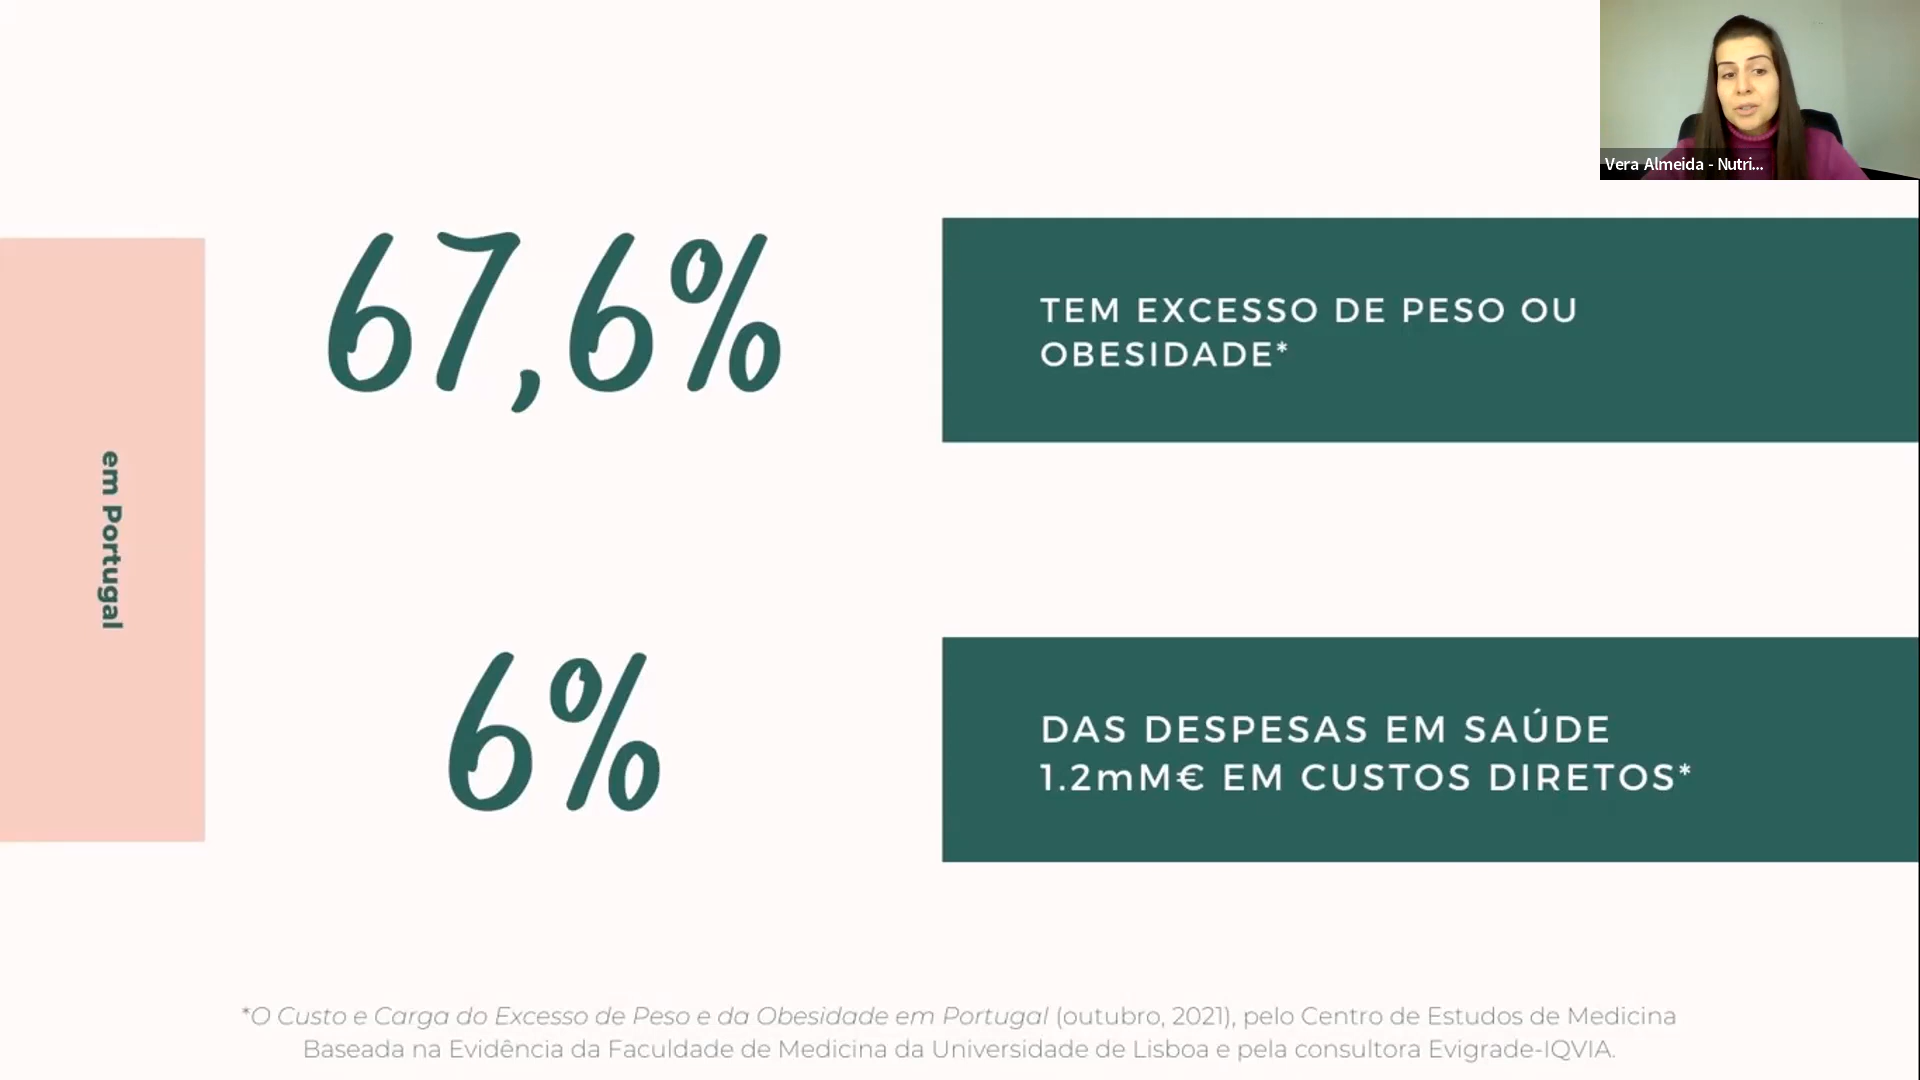 Vera Almeida - Nutri...
em Portugal
67,6%
TEM EXCESSO DE PESO OU
OBESIDADE*
6%
DAS DESPESAS EM SAÚDE
1.2mM€ EM CUSTOS DIRETOS*
*O Custo e Carga do Excesso de Peso e da Obesidade em Portugal (outubro, 2021), pelo Centro de Estudos de Medicina
Baseada na Evidência da Faculdade de Medicina da Universidade de Lisboa e pela consultora Evigrade-IQVIA.